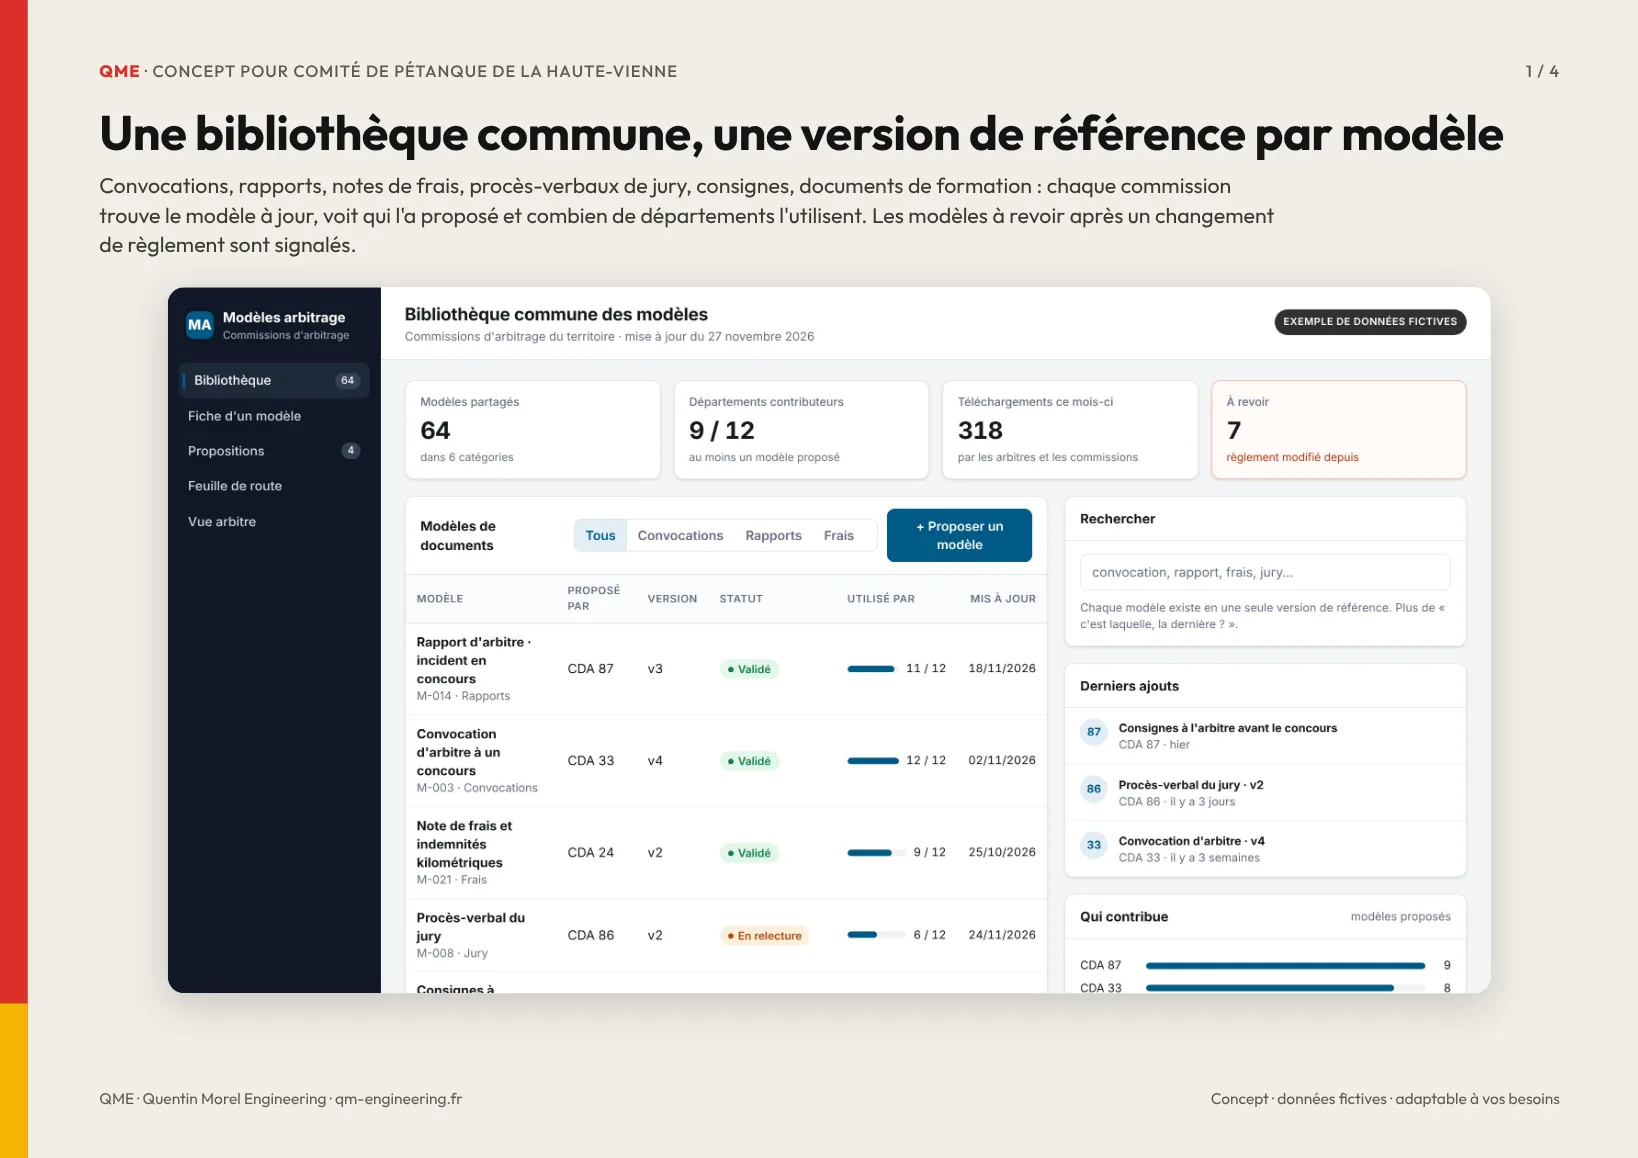 QME · CONCEPT POUR COMITÉ DE PÉTANQUE DE LA HAUTE-VIENNE
1 / 4
Une bibliothèque commune, une version de référence par modèle
Convocations, rapports, notes de frais, procès-verbaux de jury, consignes, documents de formation : chaque commission
trouve le modèle à jour, voit qui l'a proposé et combien de départements l'utilisent. Les modèles à revoir après un changement
de règlement sont signalés.
MA
Modèles arbitrage
Commissions d'arbitrage
Bibliothèque 64
Fiche d'un modèle
Propositions 4
Feuille de route
Vue arbitre
Bibliothèque commune des modèles
Commissions d'arbitrage du territoire · mise à jour du 27 novembre 2026
EXEMPLE DE DONNÉES FICTIVES
Modèles partagés
64
dans 6 catégories
Départements contributeurs
9 / 12
au moins un modèle proposé
Téléchargements ce mois-ci
318
par les arbitres et les commissions
À revoir
7
règlement modifié depuis
Modèles de
documents
Tous Convocations Rapports Frais
+ Proposer un
modèle
MODÈLE PROPOSÉ PAR VERSION STATUT UTILISÉ PAR MIS À JOUR
Rapport d'arbitre ·
incident en
concours
M-014 · Rapports
CDA 87 v3 Validé 11 / 12 18/11/2026
Convocation
d'arbitre à un
concours
M-003 · Convocations
CDA 33 v4 Validé 12 / 12 02/11/2026
Note de frais et
indemnités
kilométriques
M-021 · Frais
CDA 24 v2 Validé 9 / 12 25/10/2026
Procès-verbal du
jury
M-008 · Jury
CDA 86 v2 En relecture 6 / 12 24/11/2026
Consignes à
Rechercher
convocation, rapport, frais, jury...
Chaque modèle existe en une seule version de référence. Plus de «
c'est laquelle, la dernière ? ».
Derniers ajouts
87
Consignes à l'arbitre avant le concours
CDA 87 · hier
86
Procès-verbal du jury · v2
CDA 86 · il y a 3 jours
33
Convocation d'arbitre · v4
CDA 33 · il y a 3 semaines
Qui contribue modèles proposés
CDA 87 9
CDA 33 8
QME · Quentin Morel Engineering · qm-engineering.fr
Concept · données fictives · adaptable à vos besoins